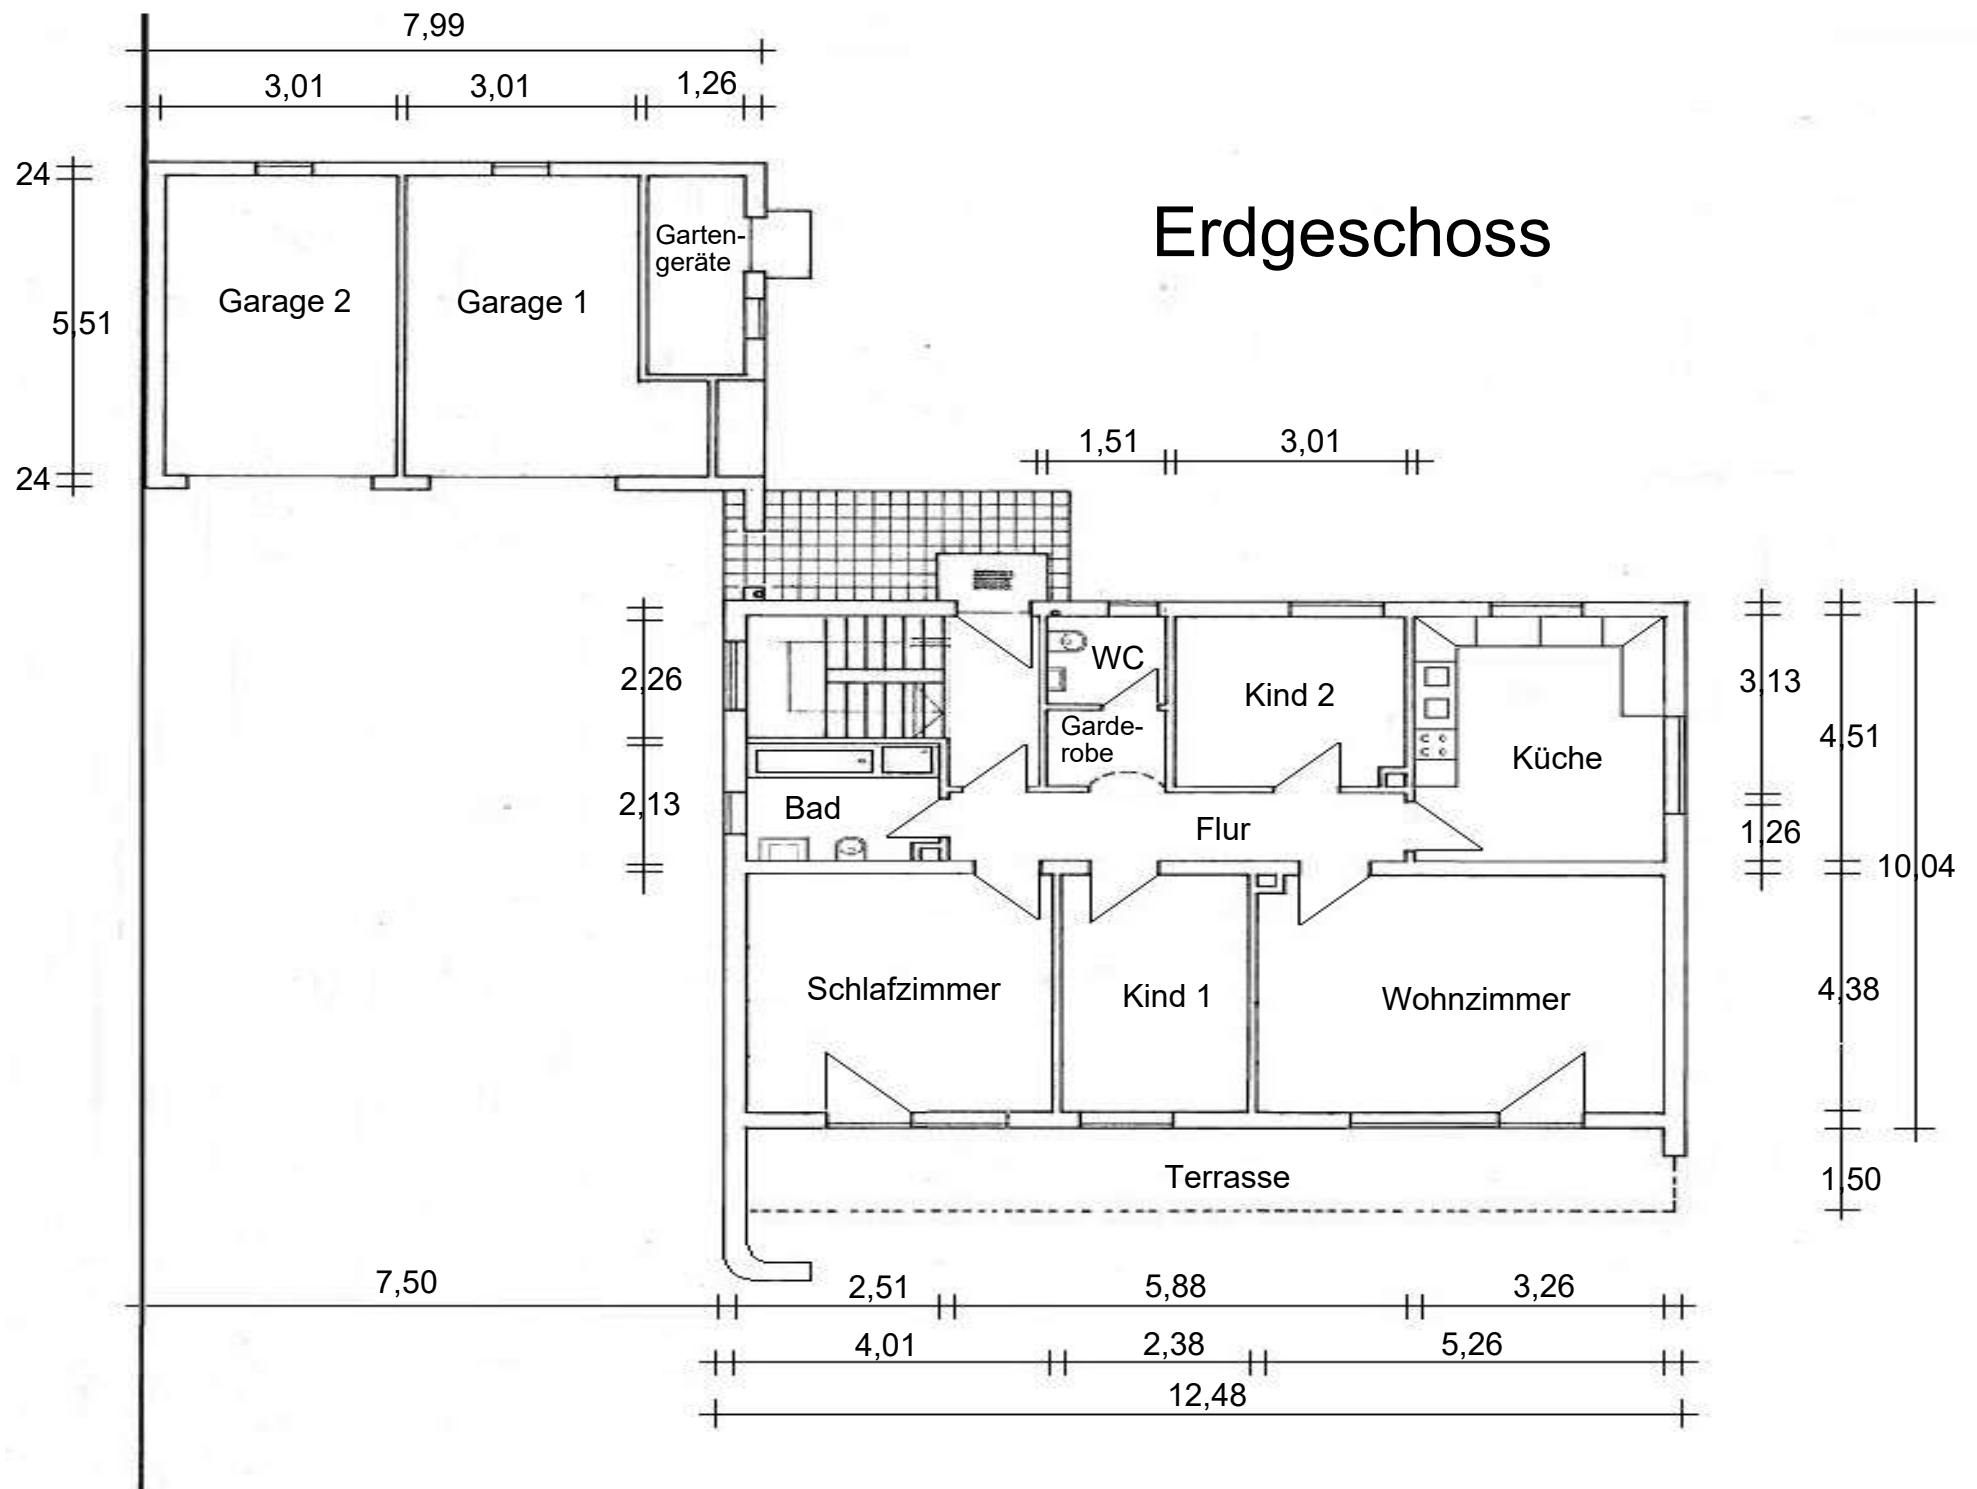 7,99
3,01
3,01
1,26
24
5,51
24
Garage 2
Garage 1
Garten-
geräte
Erdgeschoss
1,51
3,01
2,26
2,13
WC
Garde-
robe
Kind 2
Küche
Bad
Flur
3,13
4,51
1,26
10,04
Schlafzimmer
Kind 1
Wohnzimmer
4,38
Terrasse
1,50
7,50
2,51
5,88
3,26
4,01
2,38
5,26
12,48